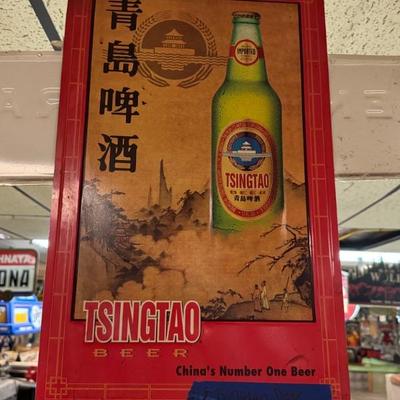 青島啤酒
IMPORTED
TSINGTAO
BEER
青島啤酒
TSINGTAO
BEER
China's Number One Beer